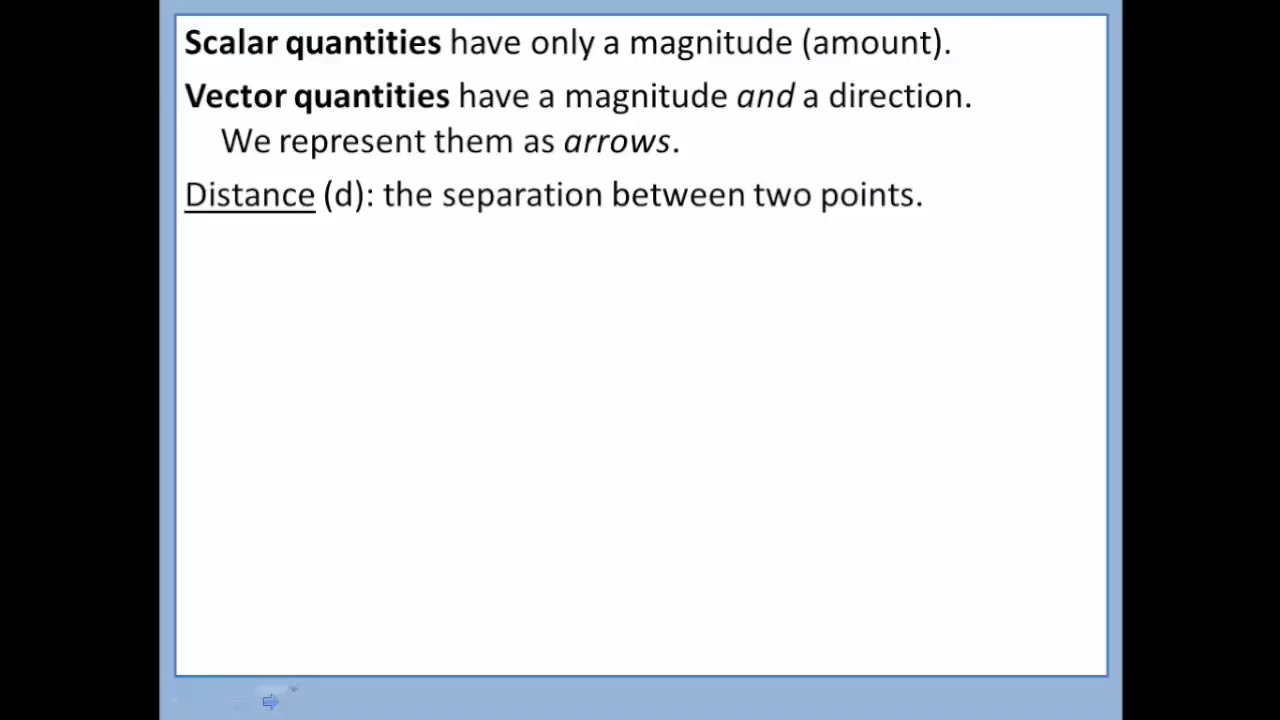 Scalar quantities have only a magnitude (amount).
Vector quantities have a magnitude and a direction.
We represent them as arrows.
Distance (d): the separation between two points.